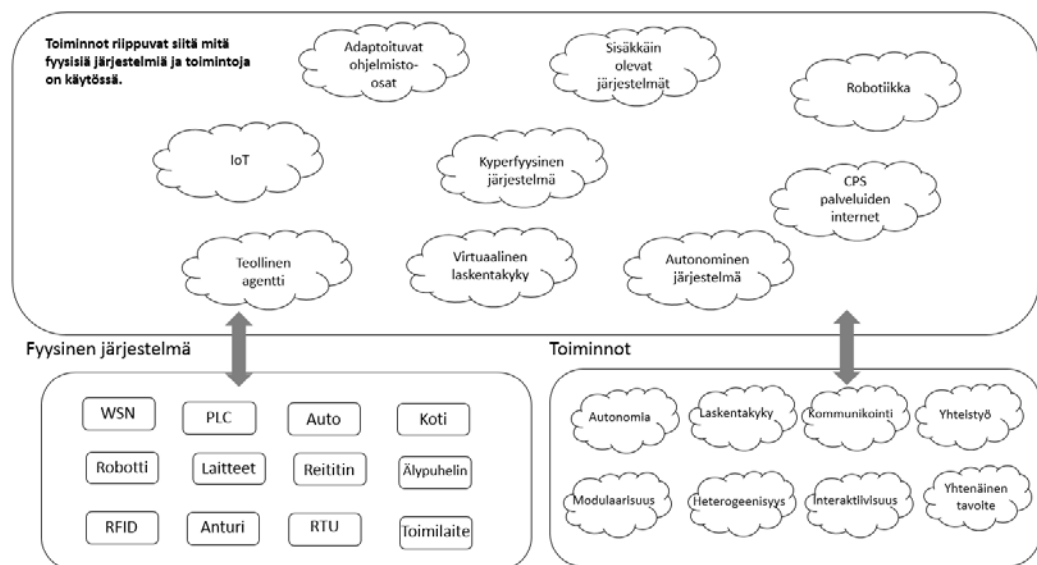 Toiminnot riippuvat siitä mitä
fyysisiä järjestelmiä ja toimintoja
on käytössä.
Adaptoituvat
ohjelmisto-
osat
Sisäkkäin
olevat
järjestelmät
Robotiikka
IoT
Kyperfyysinen
järjestelmä
CPS
palveluiden
internet
Teollinen
agentti
Virtuaalinen
laskentakyky
Autonominen
järjestelmä
Fyysinen järjestelmä
WSN
PLC
Auto
Koti
Robotti
Laitteet
Reititin
Älypuhelin
RFID
Anturi
RTU
Toimilaite
Toiminnot
Autonomia
Laskentakyky
Kommunikointi
Yhteistyö
Modulaarisuus
Heterogeenisyys
Interaktiivisuus
Yhtenäinen
tavoite